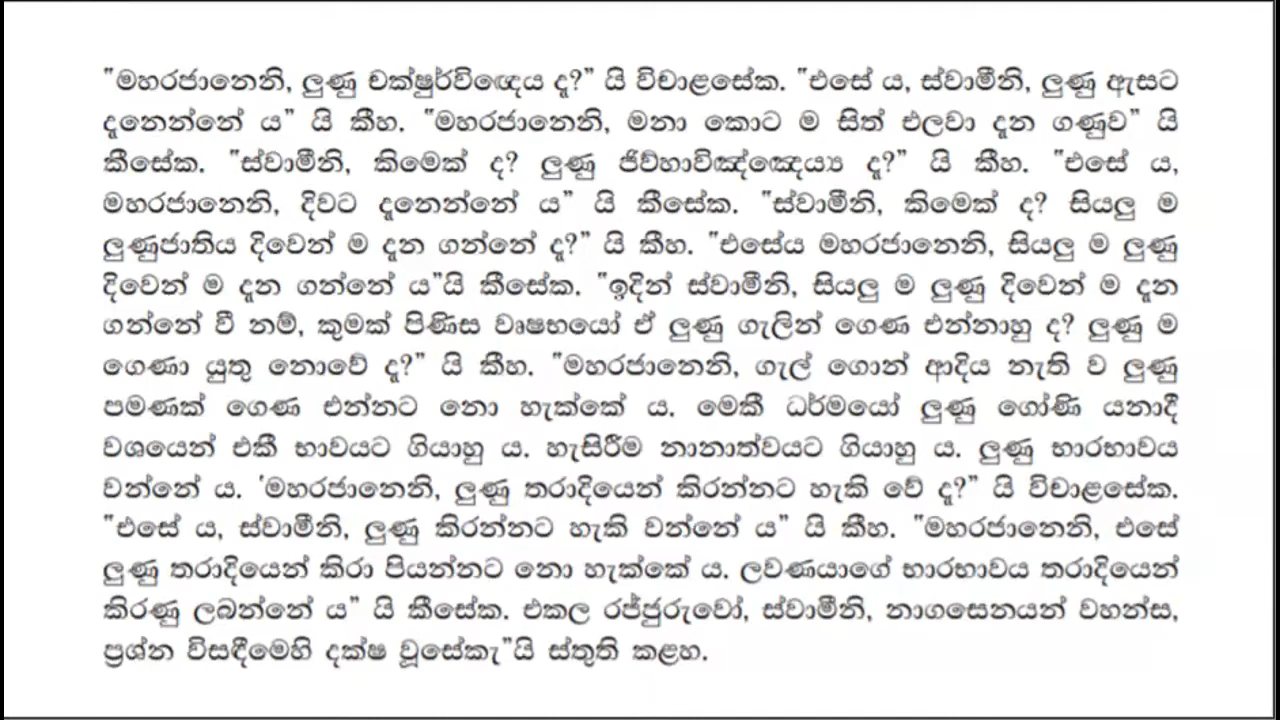 "මහරජානෙනි, ලුණු චක්ෂුර්විඥෙය ද?" යි විචාළසේක. "එසේ ය, ස්වාමීනි, ලුණු ඇසට
දැනෙන්නේ ය" යි කීහ. "මහරජානෙනි, මනා කොට ම සිත් එලවා දැන ගණුව" යි
කීසේක. "ස්වාමීනි, කිමෙක් ද? ලුණු ජිව්හාවිඤ්ඤෙය්‍ය දැ?" යි කීහ. "එසේ ය,
මහරජානෙනි, දිවට දැනෙන්නේ ය" යි කීසේක. "ස්වාමීනි, කිමෙක් ද? සියලු ම
ලුණුජාතිය දිවෙන් ම දැන ගන්නේ දැ?" යි කීහ. "එසේය මහරජානෙනි, සියලු ම ලුණු
දිවෙන් ම දැන ගන්නේ ය"යි කීසේක. "ඉදින් ස්වාමීනි, සියලු ම ලුණු දිවෙන් ම දැන
ගන්නේ වී නම්, කුමක් පිණිස වෘෂභයෝ ඒ ලුණු ගැලින් ගෙණ එන්නාහු ද? ලුණු ම
ගෙණා යුතු නොවේ දැ?" යි කීහ. "මහරජානෙනි, ගැල් ගොන් ආදිය නැති ව ලුණු
පමණක් ගෙණ එන්නට නො හැක්කේ ය. මෙකී ධර්මයෝ ලුණු ගෝණි යනාදී
වශයෙන් එකී භාවයට ගියාහු ය. හැසිරීම නානාත්වයට ගියාහු ය. ලුණු භාරභාවය
වන්නේ ය. 'මහරජානෙනි, ලුණු තරාදියෙන් කිරන්නට හැකි වේ දැ?" යි විචාළසේක.
"එසේ ය, ස්වාමීනි, ලුණු කිරන්නට හැකි වන්නේ ය" යි කීහ. "මහරජානෙනි, එසේ
ලුණු තරාදියෙන් කිරා පියන්නට නො හැක්කේ ය. ලවණයාගේ භාරභාවය තරාදියෙන්
කිරණු ලබන්නේ ය" යි කීසේක. එකල රජ්ජුරුවෝ, ස්වාමීනි, නාගසෙනයන් වහන්ස,
ප්‍රශ්න විසඳීමෙහි දක්ෂ වූසේකැ"යි ස්තුති කළහ.